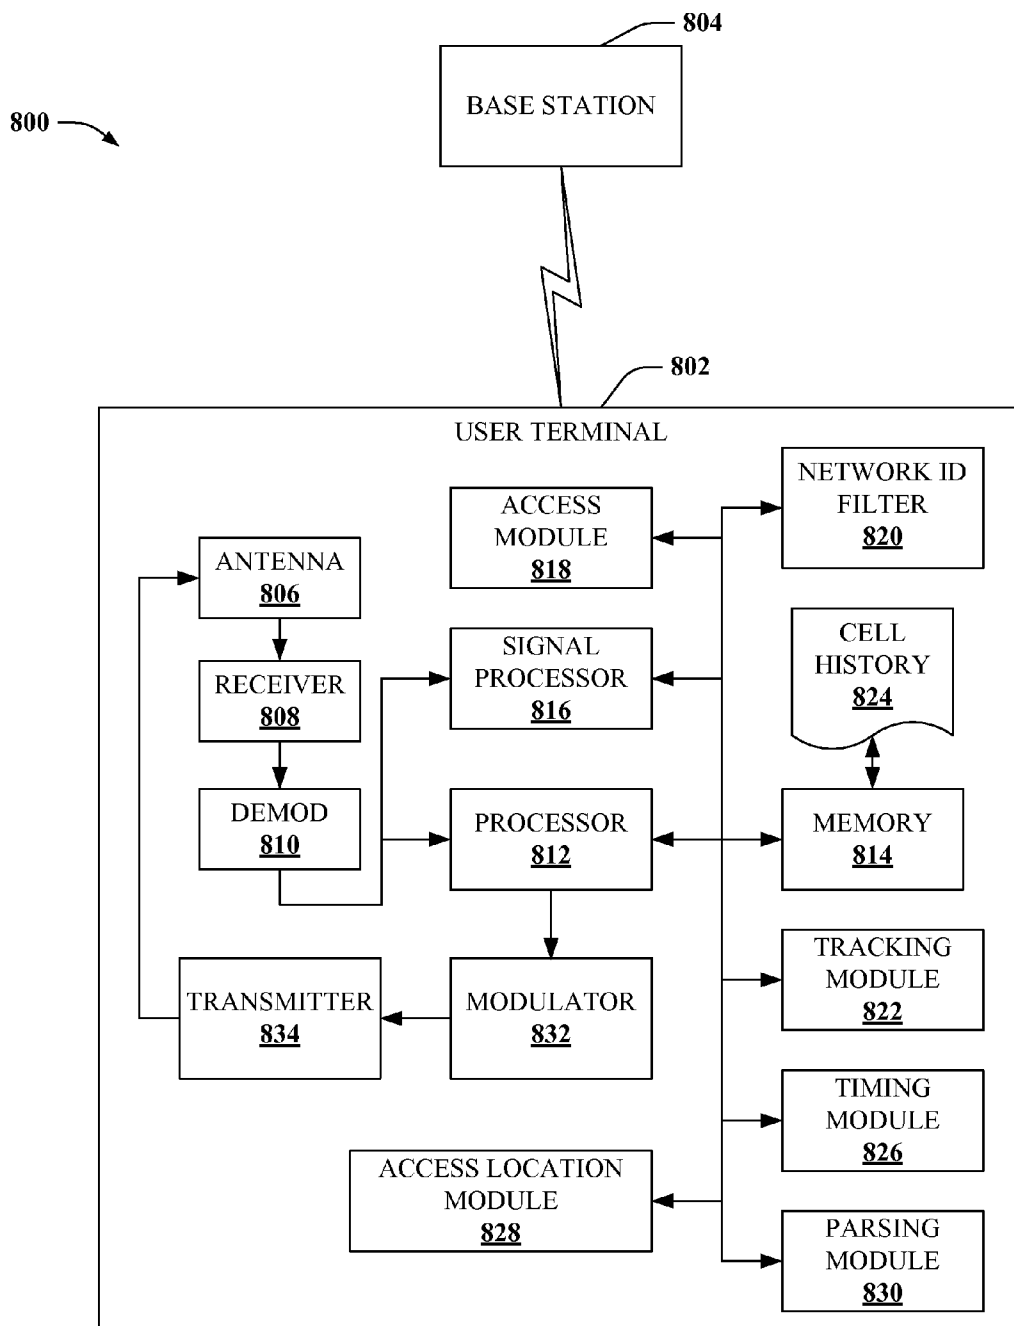 804
BASE STATION
800
802
USER TERMINAL
NETWORK ID
FILTER
820
ACCESS
MODULE
818
ANTENNA
806
CELL
HISTORY
824
SIGNAL
PROCESSOR
816
RECEIVER
808
DEMOD
810
PROCESSOR
812
MEMORY
814
TRACKING
MODULE
822
TRANSMITTER
834
MODULATOR
832
TIMING
MODULE
826
ACCESS LOCATION
MODULE
828
PARSING
MODULE
830